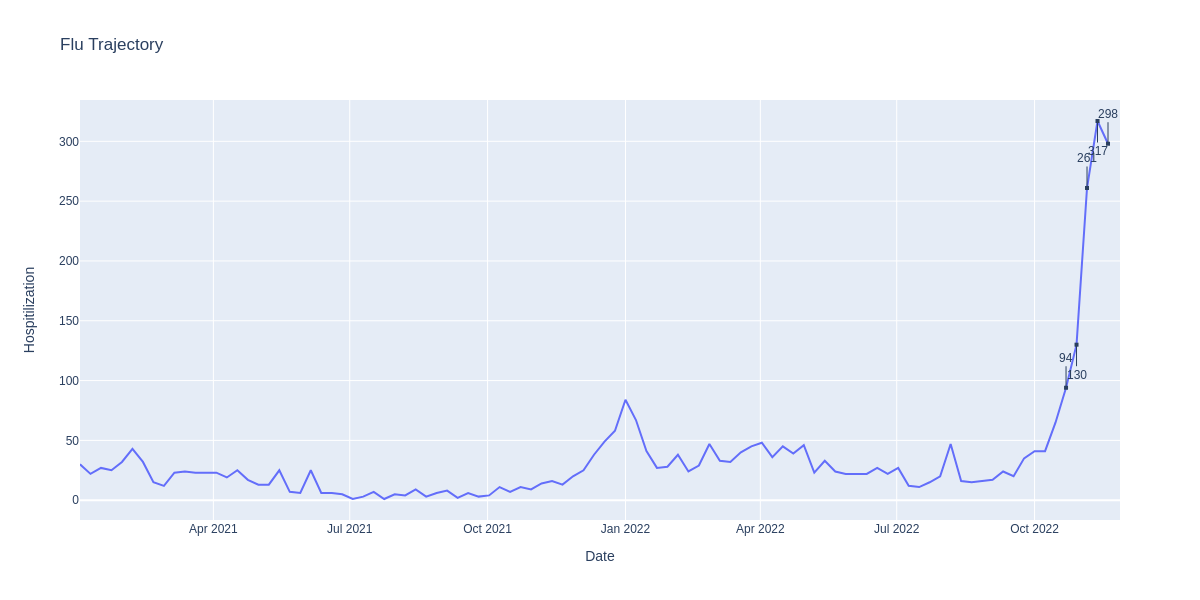 Flu Trajectory
298
317
261
94
130
300
250
200
150
100
50
0
Hospitilization
Apr 2021
Jul 2021
Oct 2021
Jan 2022
Apr 2022
Jul 2022
Oct 2022
Date